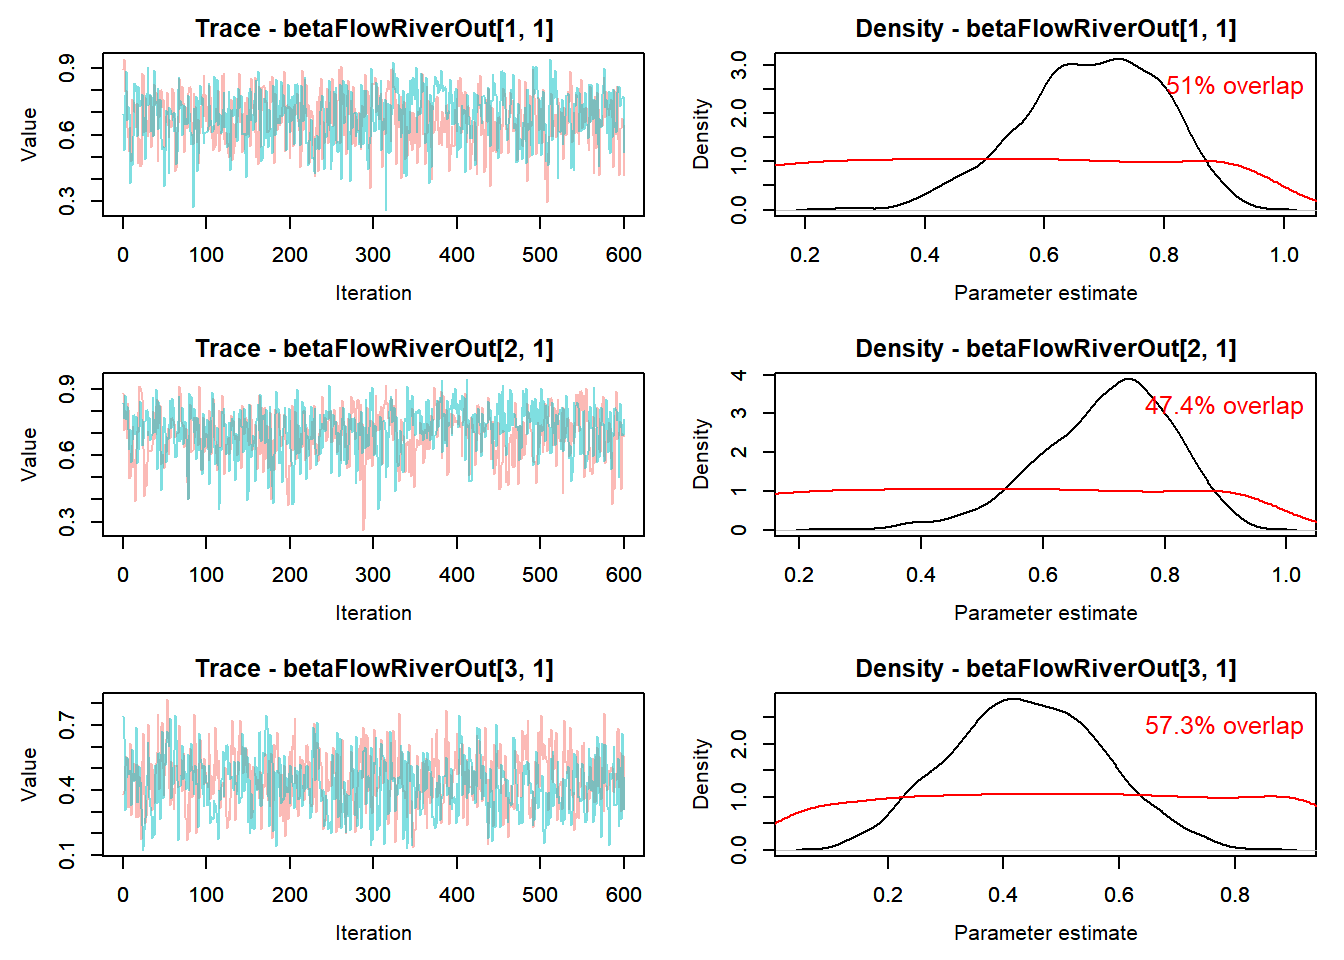 Trace - betaFlowRiverOut[1, 1]
Value
0.3 0.6 0.9
0 100 200 300 400 500 600
Iteration
Density - betaFlowRiverOut[1, 1]
51% overlap
Density
0.0 1.0 2.0 3.0
0.2 0.4 0.6 0.8 1.0
Parameter estimate
Trace - betaFlowRiverOut[2, 1]
Value
0.3 0.6 0.9
0 100 200 300 400 500 600
Iteration
Density - betaFlowRiverOut[2, 1]
47.4% overlap
Density
0 1 2 3 4
0.2 0.4 0.6 0.8 1.0
Parameter estimate
Trace - betaFlowRiverOut[3, 1]
Value
0.1 0.4 0.7
0 100 200 300 400 500 600
Iteration
Density - betaFlowRiverOut[3, 1]
57.3% overlap
Density
0.0 1.0 2.0
0.2 0.4 0.6 0.8
Parameter estimate